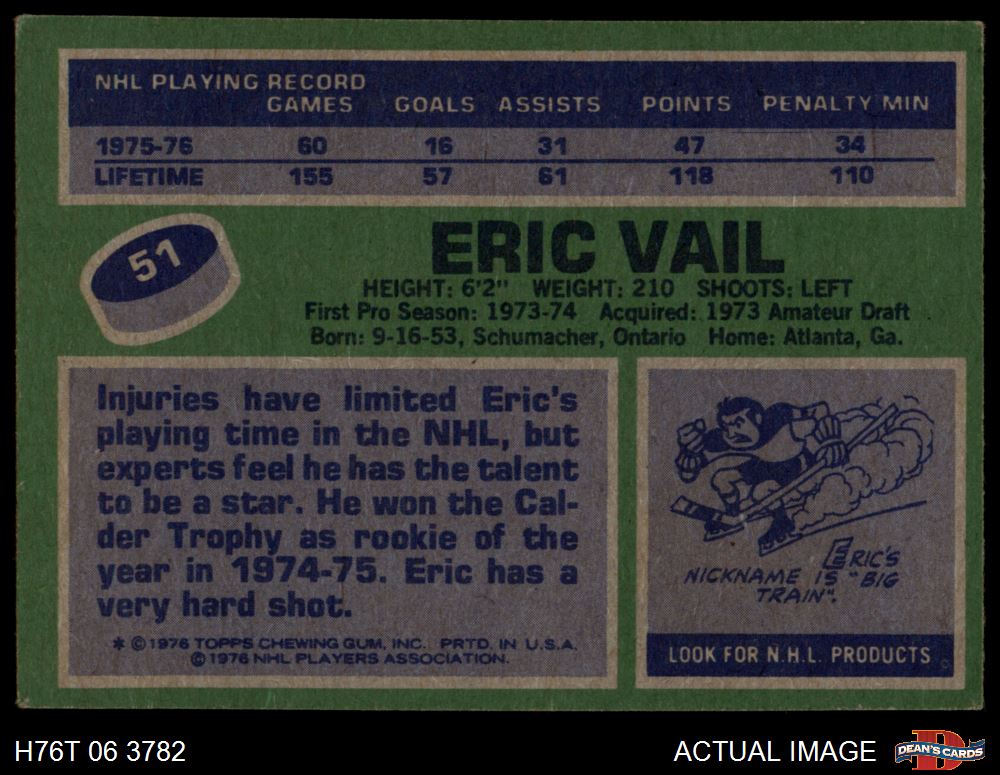 NHL PLAYING RECORD
GAMES GOALS ASSISTS POINTS PENALTY MIN
1975-76 60 16 31 47 34
LIFETIME 155 57 61 118 110
51
ERIC VAIL
HEIGHT: 6'2" WEIGHT: 210 SHOOTS: LEFT
First Pro Season: 1973-74 Acquired: 1973 Amateur Draft
Born: 9-16-53, Schumacher, Ontario Home: Atlanta, Ga.
Injuries have limited Eric's
playing time in the NHL, but
experts feel he has the talent
to be a star. He won the Cal-
der Trophy as rookie of the
year in 1974-75. Eric has a
very hard shot.
* © 1976 TOPPS CHEWING GUM, INC. PRTD. IN U.S.A.
© 1976 NHL PLAYERS ASSOCIATION.
ERIC'S
NICKNAME IS "BIG
TRAIN".
LOOK FOR N.H.L. PRODUCTS
H76T 06 3782
ACTUAL IMAGE
D
DEAN'S CARDS